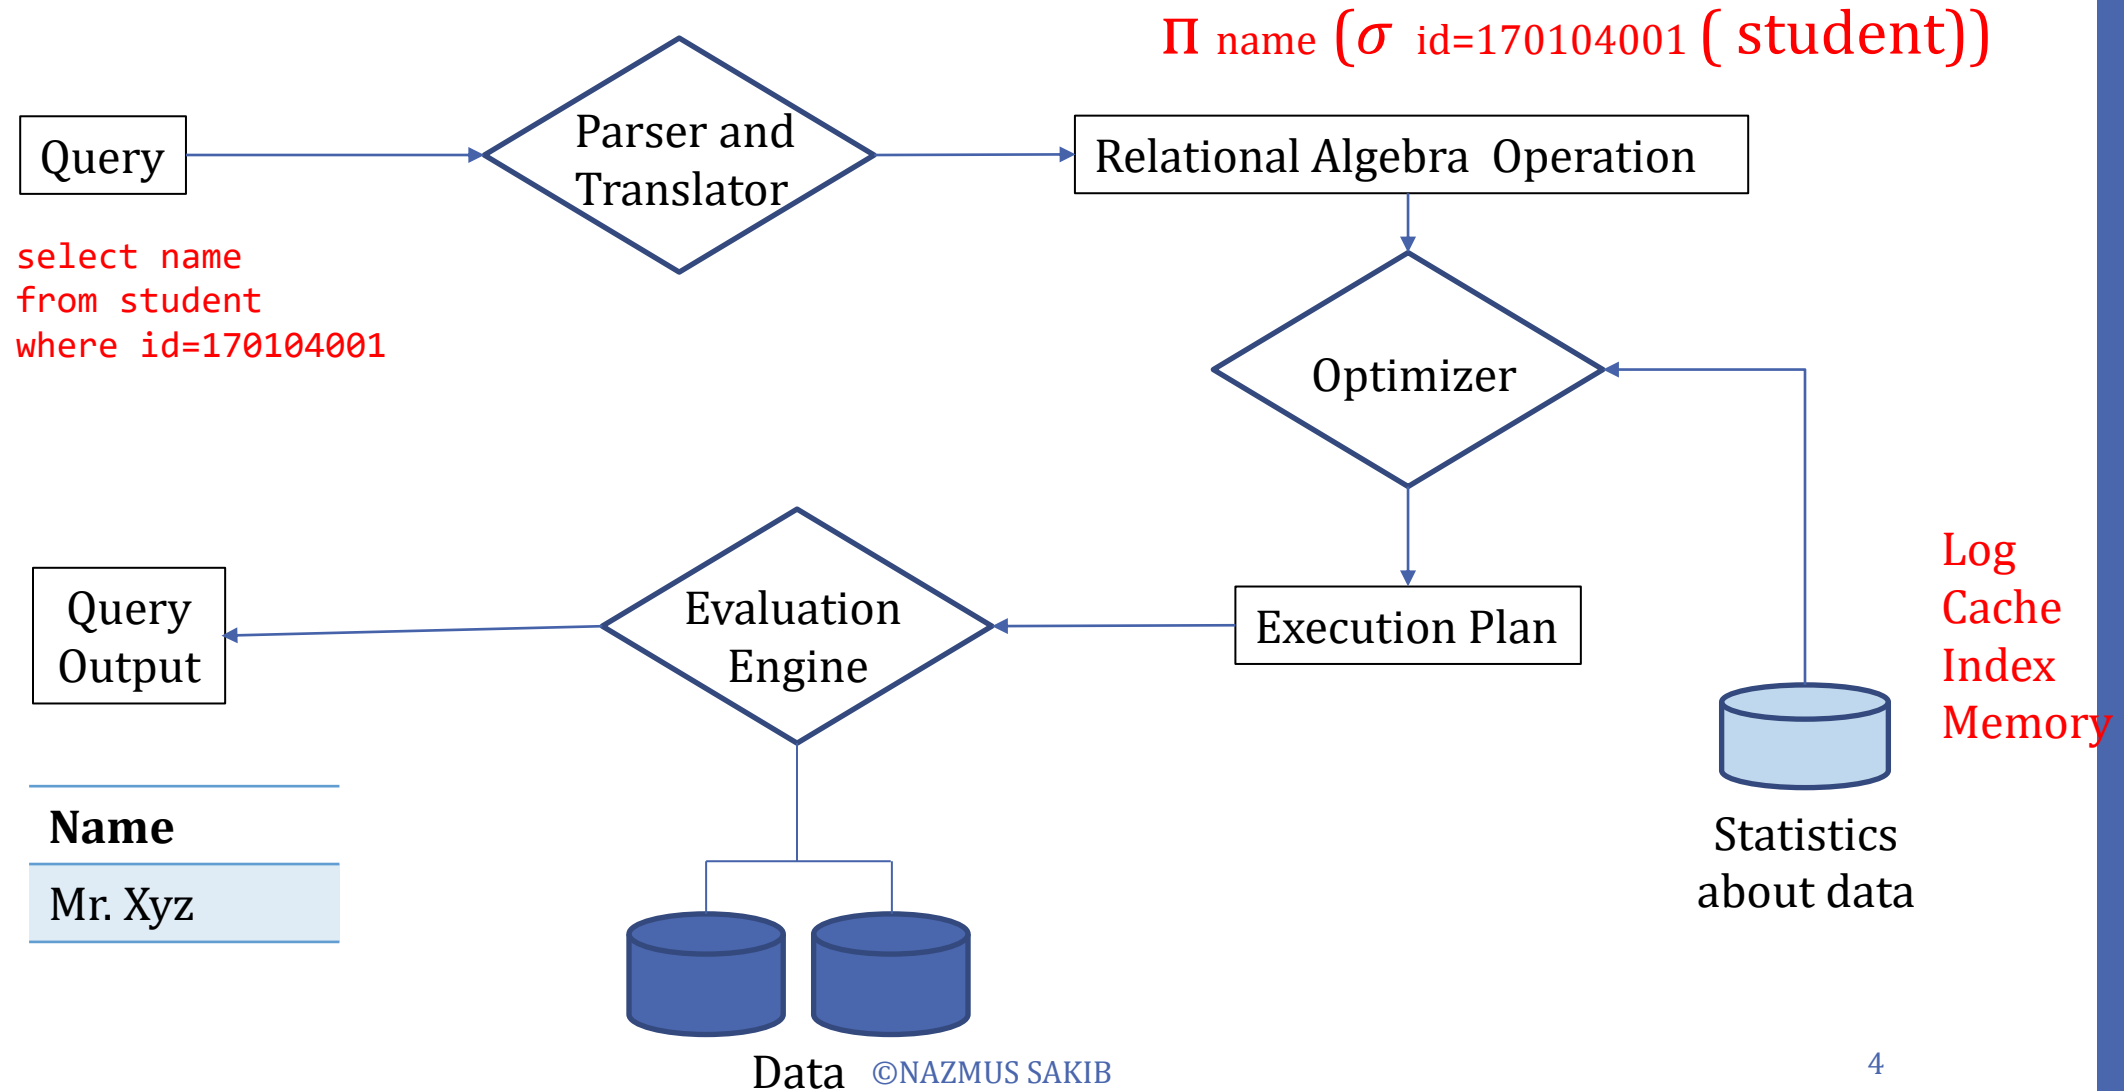 Π name (σ id=170104001 ( student))
Query
Parser and
Translator
Relational Algebra  Operation
select name
from student
where id=170104001
Optimizer
Log
Cache
Index
Memory
Query
Output
Evaluation
Engine
Execution Plan
Name
Mr. Xyz
Statistics
about data
Data
©NAZMUS SAKIB
4